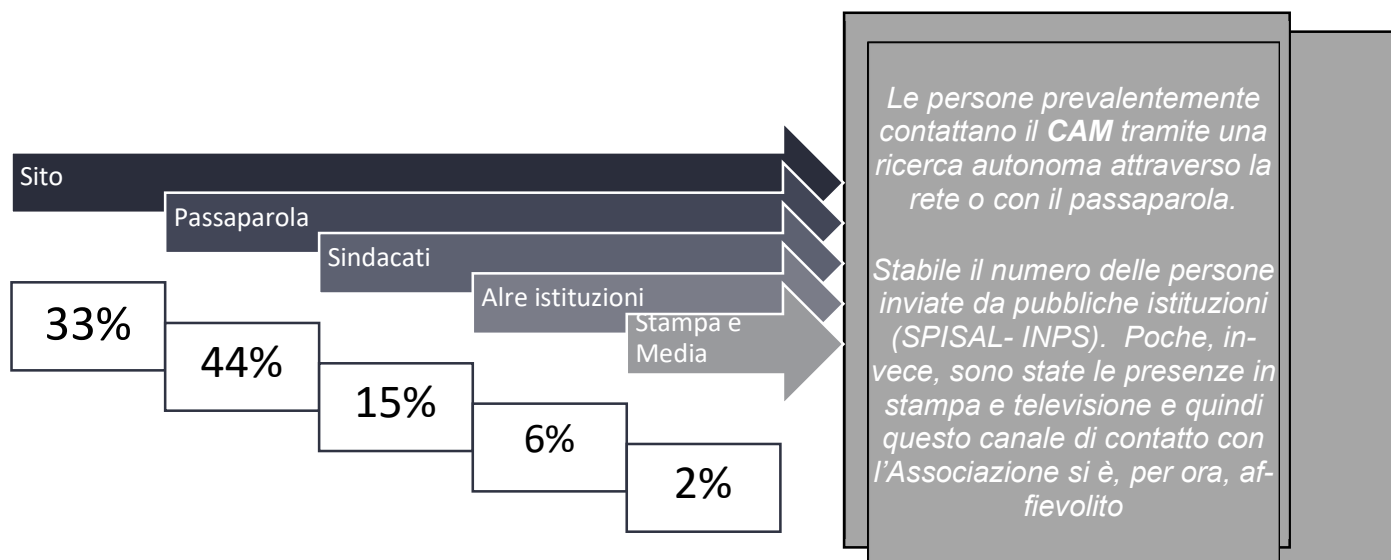 Sito
Passaparola
Sindacati
Alre istituzioni
Stampa e
Media
33%
44%
15%
6%
2%
Le persone prevalentemente
contattano il CAM tramite una
ricerca autonoma attraverso la
rete o con il passaparola.
Stabile il numero delle persone
inviate da pubbliche istituzioni
(SPISAL- INPS). Poche, in-
vece, sono state le presenze in
stampa e televisione e quindi
questo canale di contatto con
l'Associazione si è, per ora, af-
fievolito